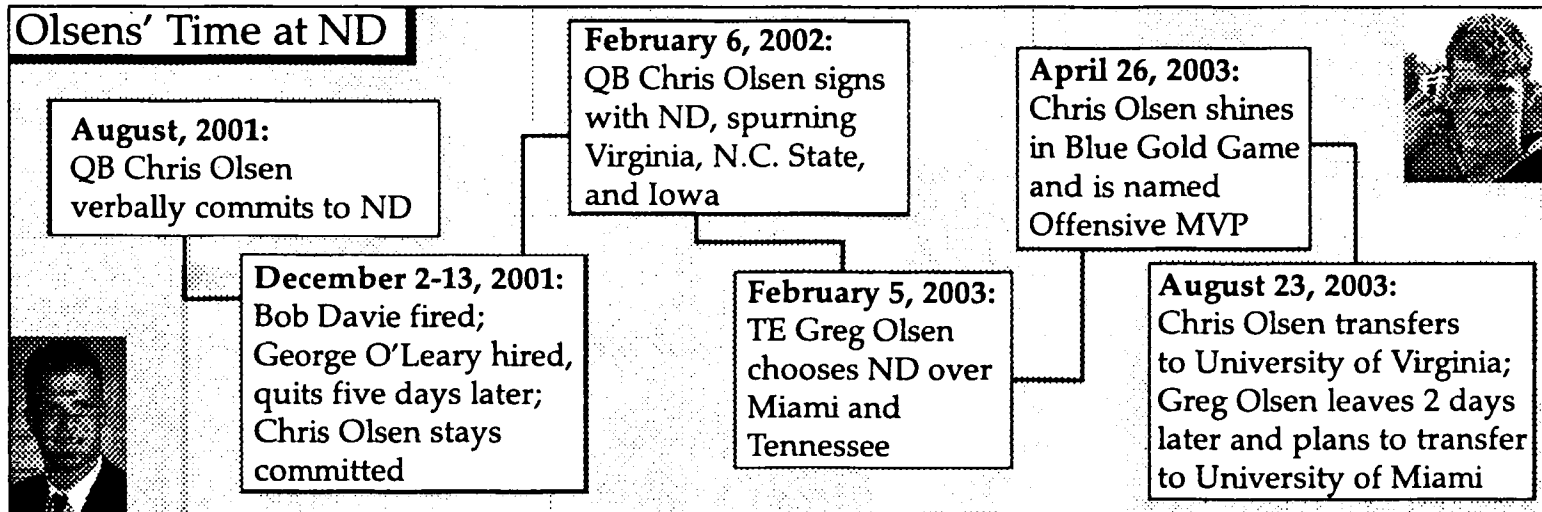 Olsens' Time at ND
August, 2001:
QB Chris Olsen
verbally commits to ND
December 2-13, 2001:
Bob Davie fired;
George O'Leary hired,
quits five days later;
Chris Olsen stays
committed
February 6, 2002:
QB Chris Olsen signs
with ND, spurning
Virginia, N.C. State,
and Iowa
February 5, 2003:
TE Greg Olsen
chooses ND over
Miami and
Tennessee
April 26, 2003:
Chris Olsen shines
in Blue Gold Game
and is named
Offensive MVP
August 23, 2003:
Chris Olsen transfers
to University of Virginia;
Greg Olsen leaves 2 days
later and plans to transfer
to University of Miami